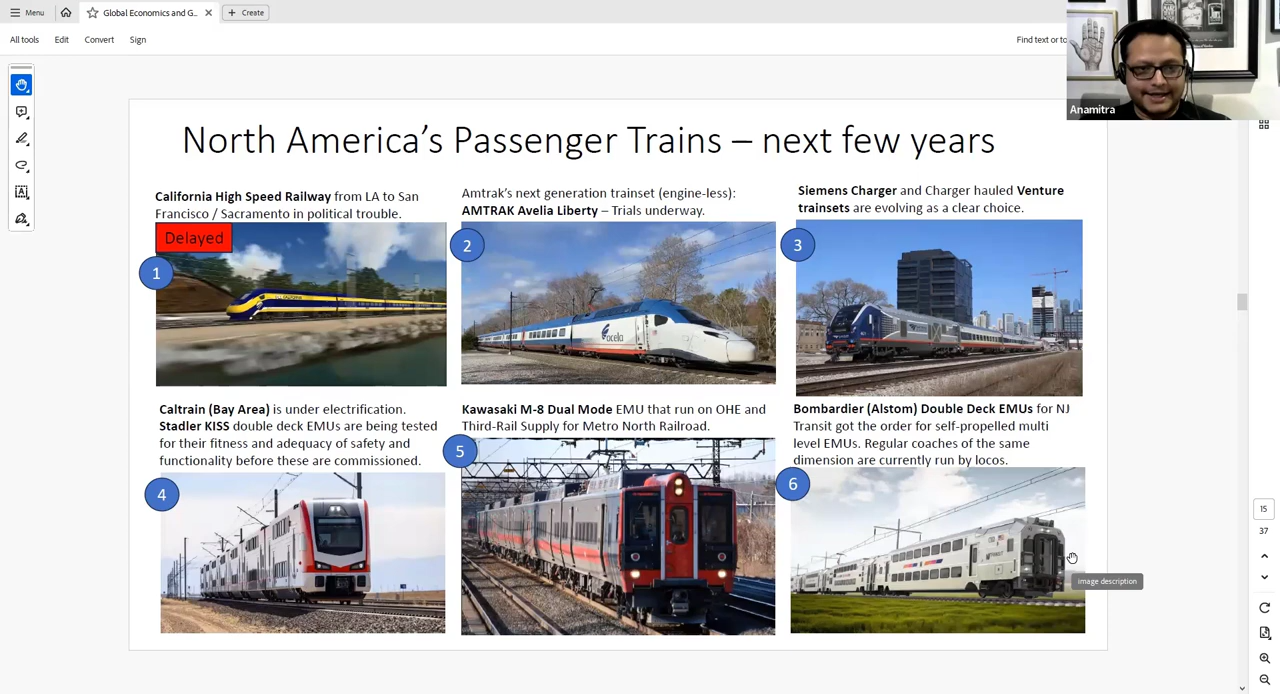 Menu
Global Economics and G..
Create
All tools
Edit
Convert
Sign
Find text or to
Anamitra
North America's Passenger Trains – next few years
California High Speed Railway from LA to San
Francisco / Sacramento in political trouble.
Delayed
1
Amtrak's next generation trainset (engine-less):
AMTRAK Avelia Liberty – Trials underway.
2
acela
Siemens Charger and Charger hauled Venture
trainsets are evolving as a clear choice.
3
Caltrain (Bay Area) is under electrification.
Stadler KISS double deck EMUs are being tested
for their fitness and adequacy of safety and
functionality before these are commissioned.
4
Kawasaki M-8 Dual Mode EMU that run on OHE and
Third-Rail Supply for Metro North Railroad.
5
Bombardier (Alstom) Double Deck EMUs for NJ
Transit got the order for self-propelled multi
level EMUs. Regular coaches of the same
dimension are currently run by locos.
6
image description
15
37